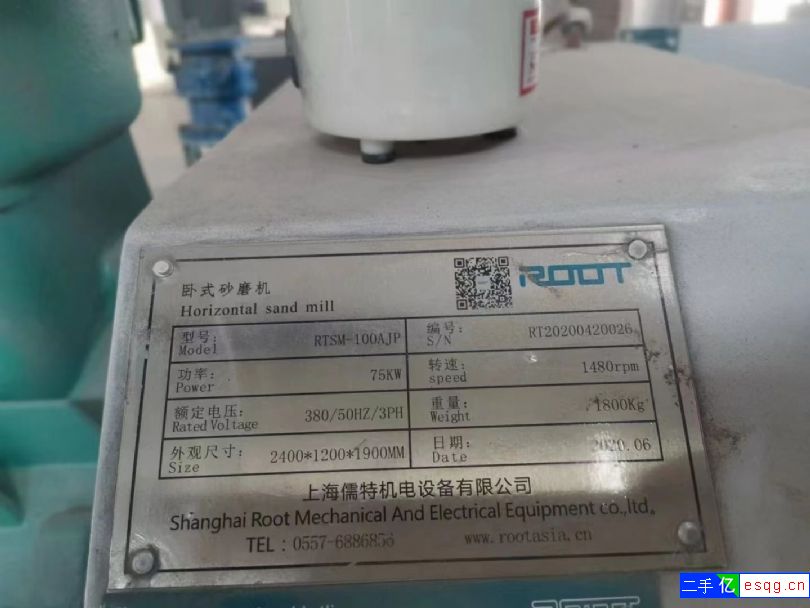 ROOT
卧式砂磨机
Horizontal sand mill
型号: RTSM-100AJP 编号: RT20200420026
Model S/N
功率: 75KW 转速: 1480rpm
Power speed
额定电压: 380/50HZ/3PH 重量: 1800Kg
Rated Voltage Weight
外观尺寸: 2400*1200*1900MM 日期: 2020.06
Size Date
上海儒特机电设备有限公司
Shanghai Root Mechanical And Electrical Equipment co.,ltd.
TEL:0557-6886856 www.rootasia.cn
二手亿 esqg.cn